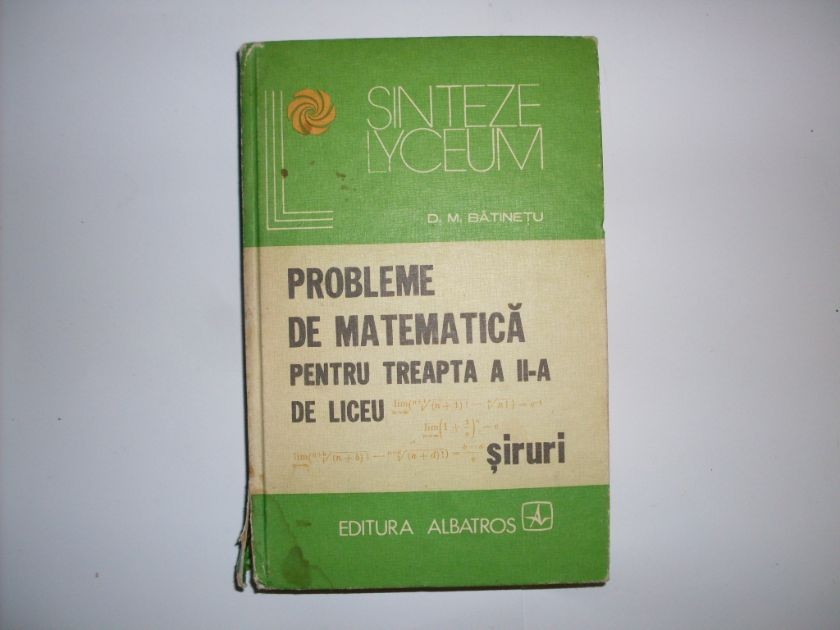 SINTEZE
LYCEUM
D. M. BĂTINEȚU
PROBLEME
DE MATEMATICĂ
PENTRU TREAPTA A II-A
DE LICEU
șiruri
EDITURA ALBATROS